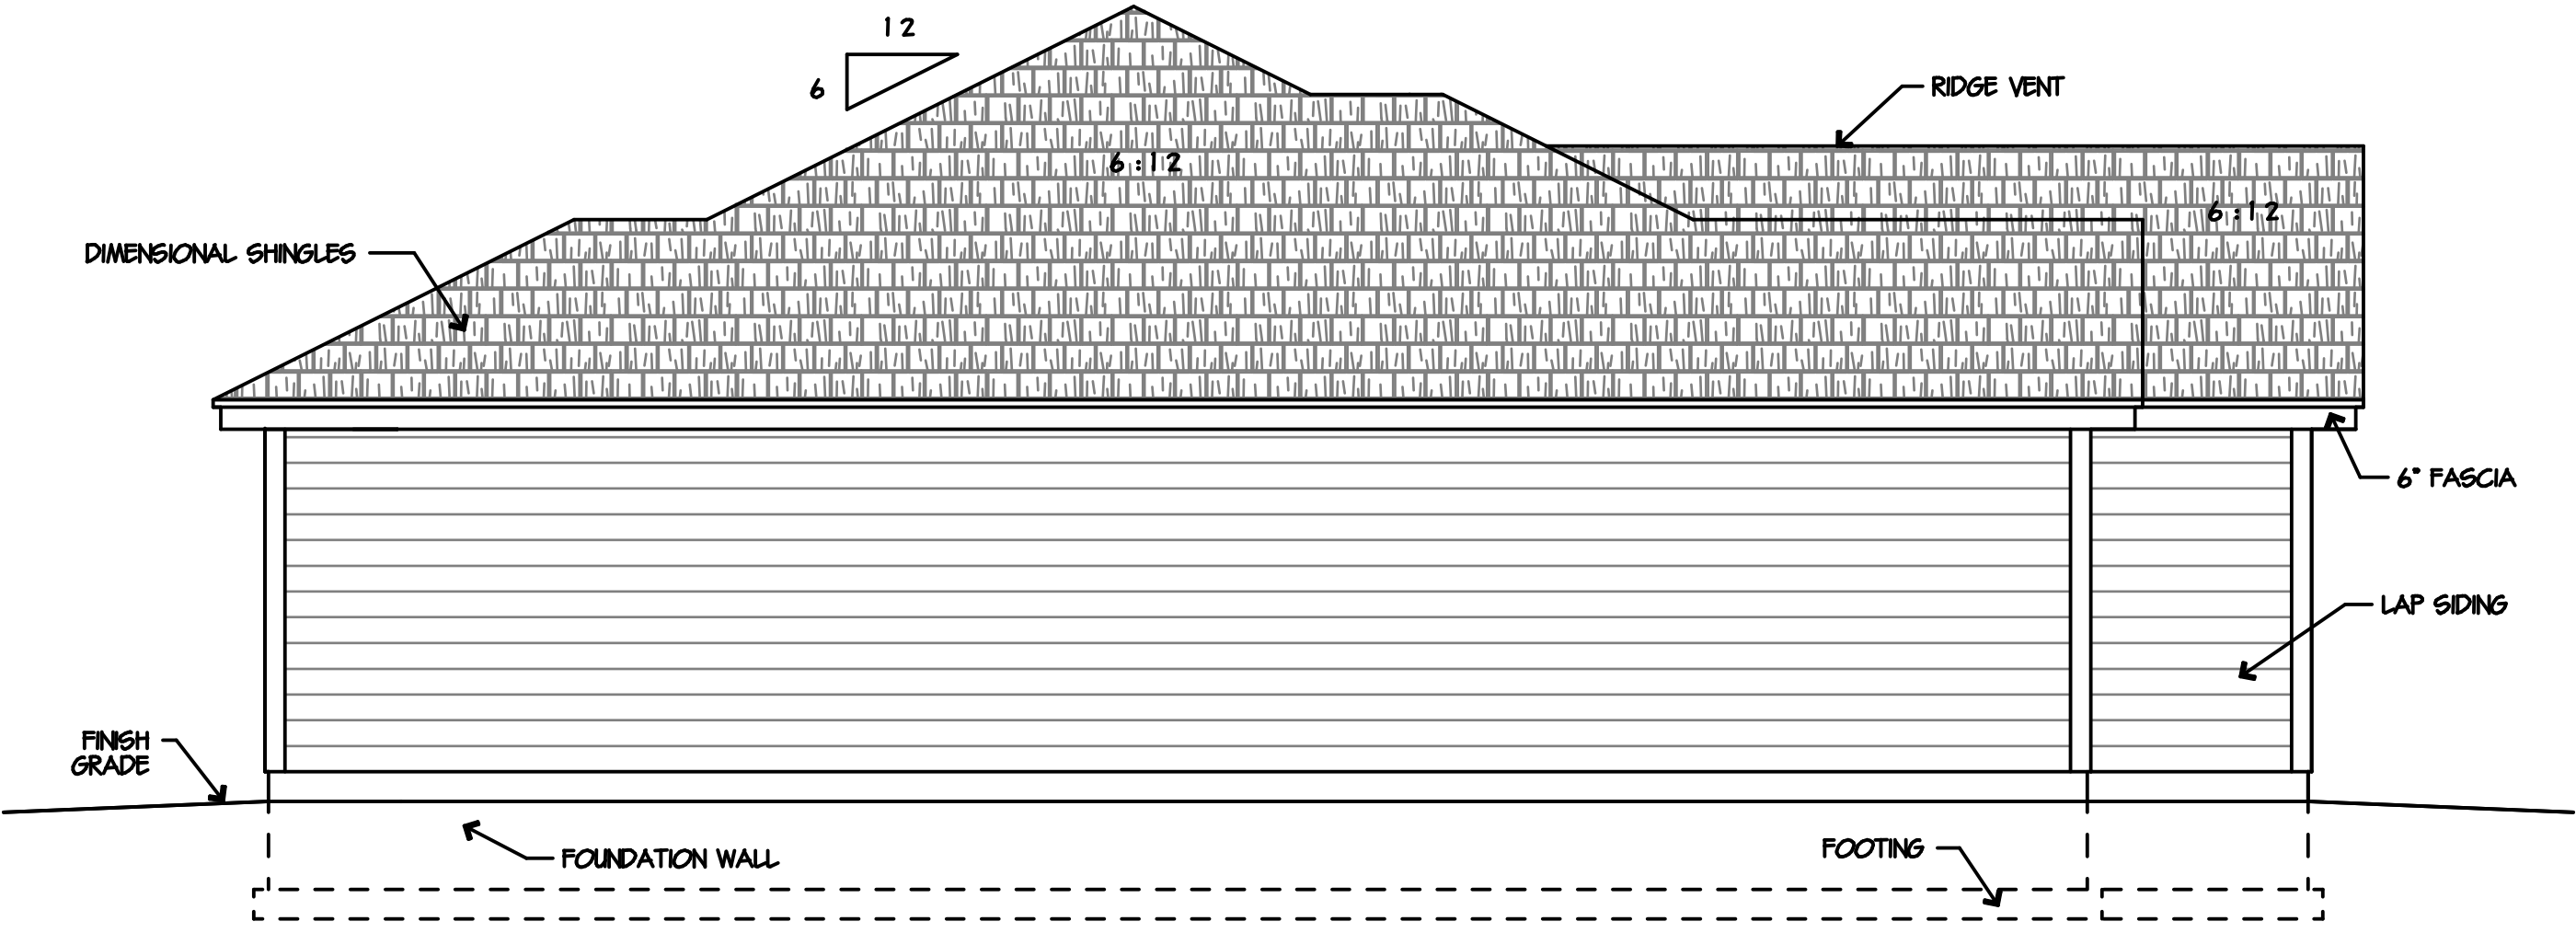 12
6
RIDGE VENT
6:12
6:12
DIMENSIONAL SHINGLES
6" FASCIA
LAP SIDING
FINISH
GRADE
FOUNDATION WALL
FOOTING